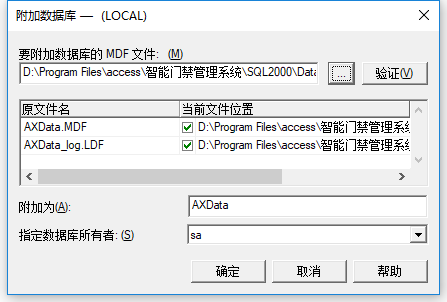 附加数据库 — (LOCAL)
要附加数据库的 MDF 文件: (M)
D:\Program Files\access\智能门禁管理系统\SQL2000\Data
... 验证(V)
原文件名 当前文件位置
AXData.MDF D:\Program Files\access\智能门禁管理系统
AXData_log.LDF D:\Program Files\access\智能门禁管理系统
附加为(A): AXData
指定数据库所有者: (S) sa
确定 取消 帮助